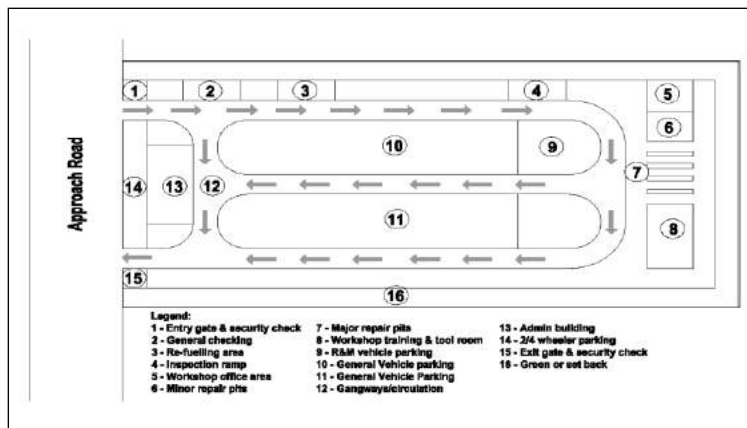 1
2
3
4
5
6
7
8
9
10
11
12
13
14
15
16
Approach Road
Legend:
1 - Entry gate & security check
2 - General checking
3 - Re-fuelling area
4 - Inspection ramp
5 - Workshop office area
6 - Minor repair pits
7 - Major repair pits
8 - Workshop training & tool room
9 - R&M vehicle parking
10 - General Vehicle parking
11 - General Vehicle Parking
12 - Gangways/circulation
13 - Admin building
14 - 2/4 wheeler parking
15 - Exit gate & security check
16 - Green or set back